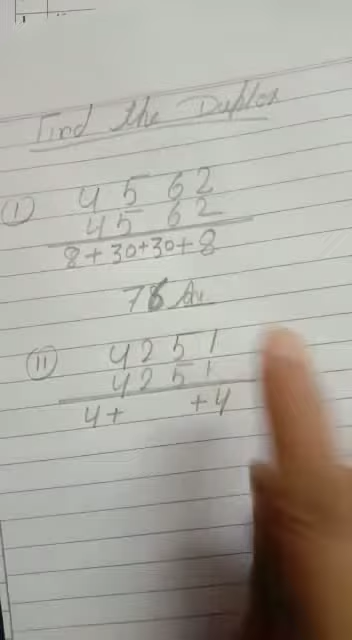 Find the Duplex
(I) 4 5 6 2
4 5 6 2
8 + 30 + 30 + 8
76 Av
(II) 4 2 5 1
4 2 5 1
4 + + 4